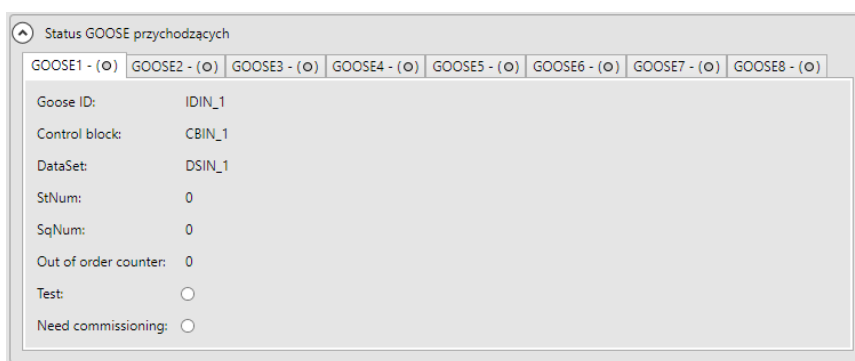 Status GOOSE przychodzących
GOOSE1 - (O) GOOSE2 - (O) GOOSE3 - (O) GOOSE4 - (O) GOOSE5 - (O) GOOSE6 - (O) GOOSE7 - (O) GOOSE8 - (O)
Goose ID: IDIN_1
Control block: CBIN_1
DataSet: DSIN_1
StNum: 0
SqNum: 0
Out of order counter: 0
Test:
Need commissioning: